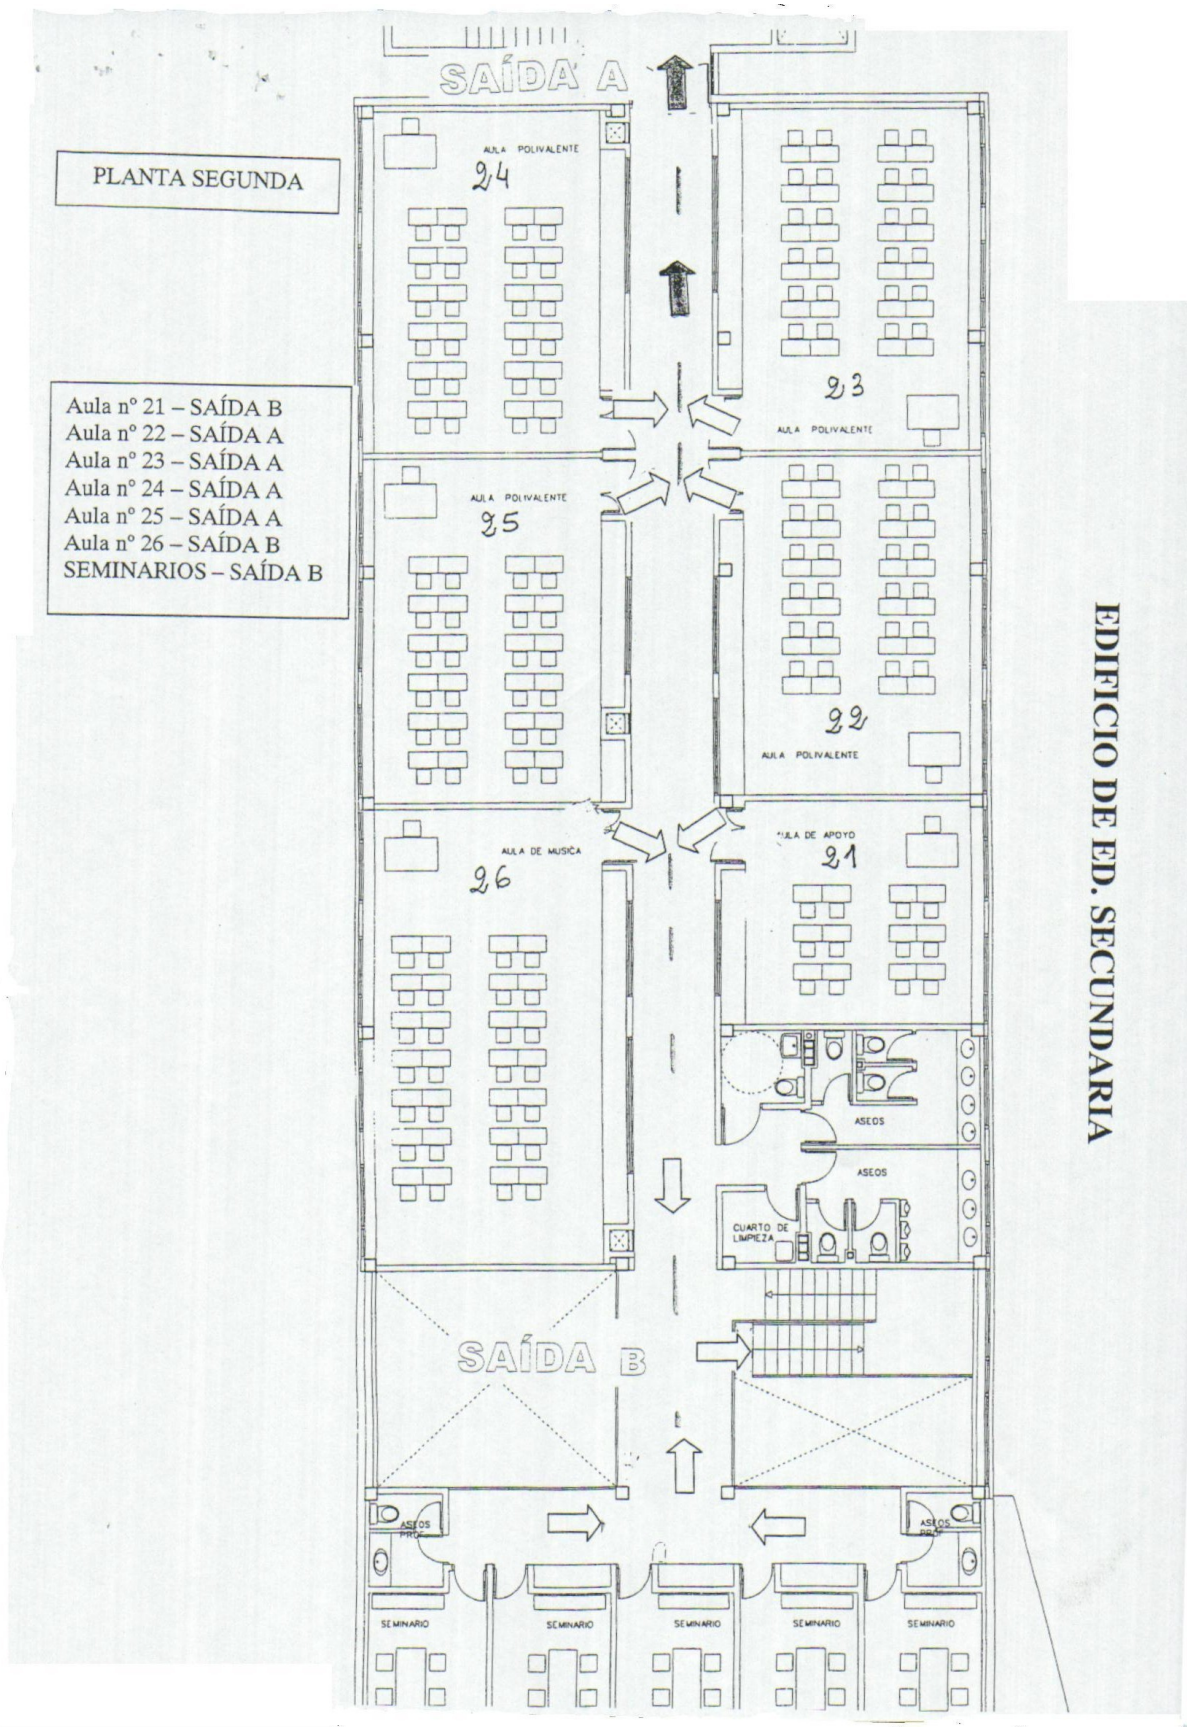 SAÍDA A
PLANTA SEGUNDA
AULA POLIVALENTE
24
23
AULA POLIVALENTE
Aula nº 21 – SAÍDA B
Aula nº 22 – SAÍDA A
Aula nº 23 – SAÍDA A
Aula nº 24 – SAÍDA A
Aula nº 25 – SAÍDA A
Aula nº 26 – SAÍDA B
SEMINARIOS – SAÍDA B
AULA POLIVALENTE
25
22
AULA POLIVALENTE
EDIFICIO DE ED. SECUNDARIA
AULA DE APOYO
21
AULA DE MUSICA
26
ASEOS
ASEOS
CUARTO DE
LIMPIEZA
SAÍDA B
ASEOS
PROF.
ASEOS
PROF.
SEMINARIO
SEMINARIO
SEMINARIO
SEMINARIO
SEMINARIO